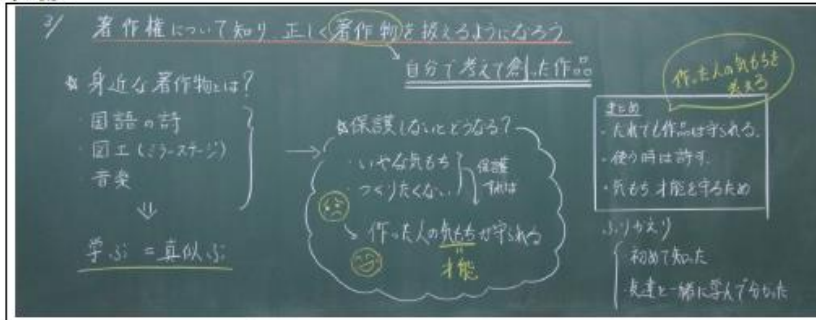 3/ 著作権について知り、正しく著作物を扱えるようになろう
自分で考えて創った作品
身近な著作物とは?
・国語の詩
・図工(ミラーステージ)
・音楽
学ぶ=真似ぶ
保護しないとどうなる?
・いやな気もち
・つくりたくない
保護
すれば
作った人の気もちが守られる
才能
作った人の気もちを
考える
まとめ
・だれでも作品は守られる。
・使う時は許す。
・気もち才能を守るため
ふりかえり
初めて知った
友達と一緒に学んで分かった